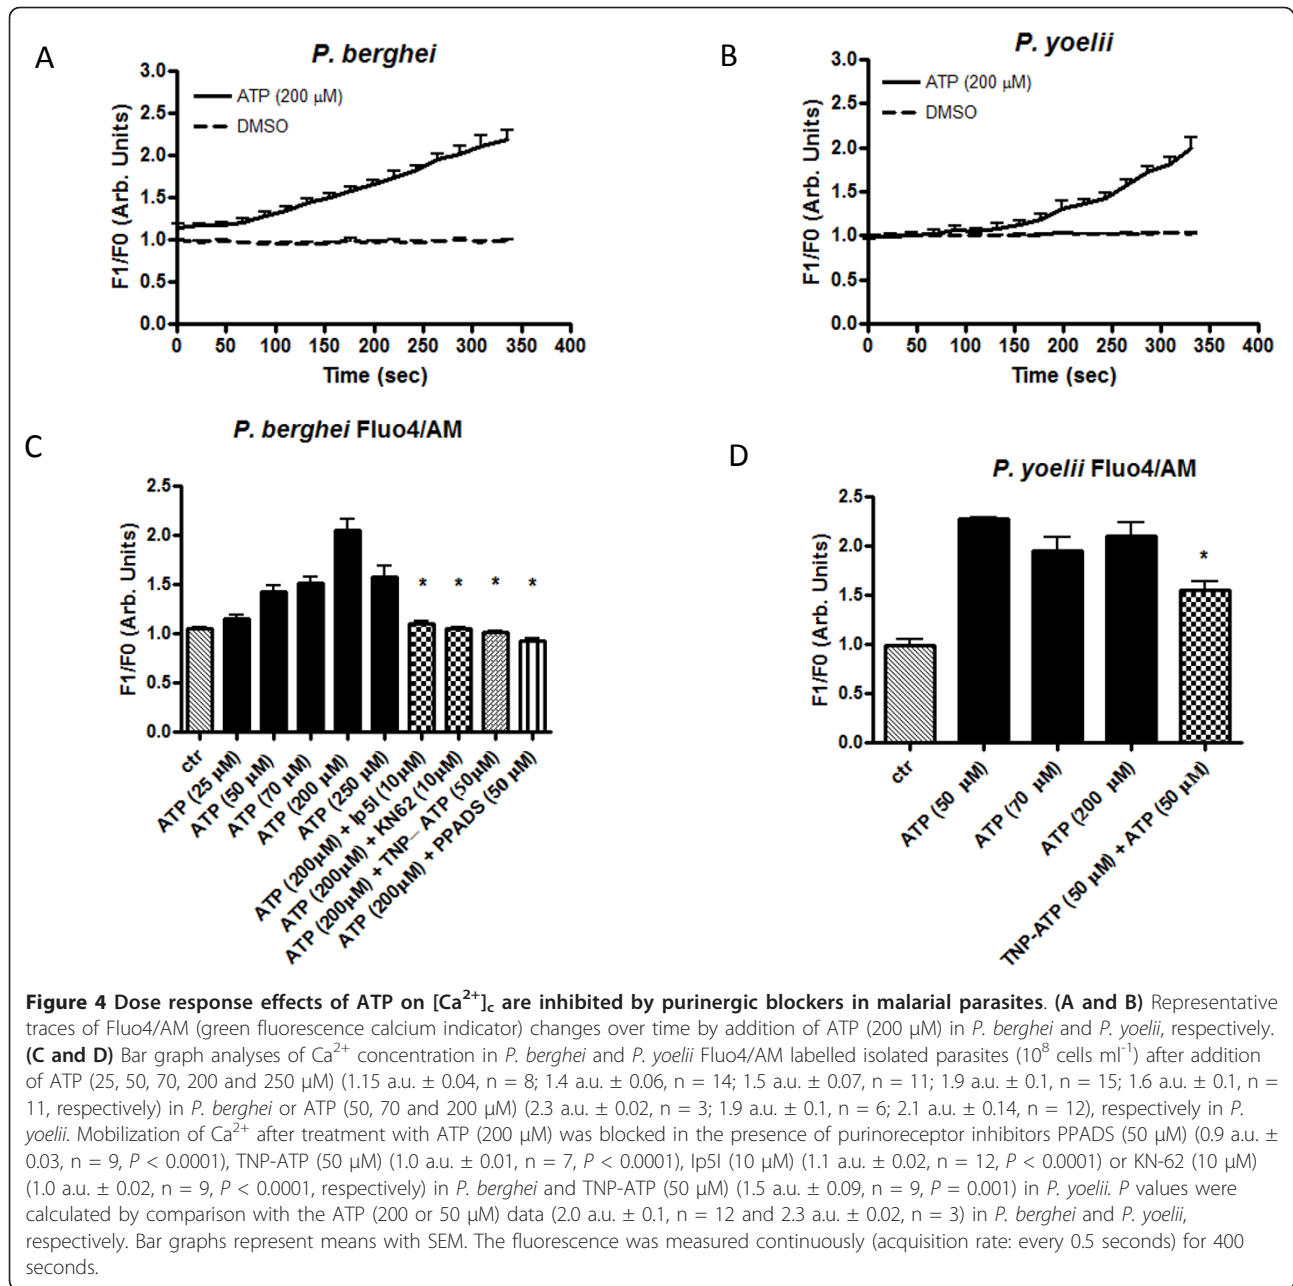 A
P. berghei
3.0
2.5
2.0
1.5
1.0
0.5
0.0
F1/F0 (Arb. Units)
ATP (200 µM)
DMSO
0 50 100 150 200 250 300 350 400
Time (sec)
B
P. yoelii
3.0
2.5
2.0
1.5
1.0
0.5
0.0
F1/F0 (Arb. Units)
ATP (200 µM)
DMSO
0 50 100 150 200 250 300 350 400
Time (sec)
C
P. berghei Fluo4/AM
2.5
2.0
1.5
1.0
0.5
0.0
F1/F0 (Arb. Units)
* * * *
ctr
ATP (25 µM)
ATP (50 µM)
ATP (70 µM)
ATP (200 µM)
ATP (250 µM)
ATP (200µM) + Ip5I (10µM)
ATP (200µM) + KN62 (10µM)
ATP (200µM) + TNP– ATP (50µM)
ATP (200µM) + PPADS (50 µM)
D
P. yoelii Fluo4/AM
2.5
2.0
1.5
1.0
0.5
0.0
F1/F0 (Arb. Units)
*
ctr
ATP (50 µM)
ATP (70 µM)
ATP (200 µM)
TNP-ATP (50 µM) + ATP (50 µM)
Figure 4 Dose response effects of ATP on [Ca²⁺]c are inhibited by purinergic blockers in malarial parasites. (A and B) Representative
traces of Fluo4/AM (green fluorescence calcium indicator) changes over time by addition of ATP (200 µM) in P. berghei and P. yoelii, respectively.
(C and D) Bar graph analyses of Ca²⁺ concentration in P. berghei and P. yoelii Fluo4/AM labelled isolated parasites (10⁸ cells ml⁻¹) after addition
of ATP (25, 50, 70, 200 and 250 µM) (1.15 a.u. ± 0.04, n = 8; 1.4 a.u. ± 0.06, n = 14; 1.5 a.u. ± 0.07, n = 11; 1.9 a.u. ± 0.1, n = 15; 1.6 a.u. ± 0.1, n =
11, respectively) in P. berghei or ATP (50, 70 and 200 µM) (2.3 a.u. ± 0.02, n = 3; 1.9 a.u. ± 0.1, n = 6; 2.1 a.u. ± 0.14, n = 12), respectively in P.
yoelii. Mobilization of Ca²⁺ after treatment with ATP (200 µM) was blocked in the presence of purinoreceptor inhibitors PPADS (50 µM) (0.9 a.u. ±
0.03, n = 9, P < 0.0001), TNP-ATP (50 µM) (1.0 a.u. ± 0.01, n = 7, P < 0.0001), Ip5I (10 µM) (1.1 a.u. ± 0.02, n = 12, P < 0.0001) or KN-62 (10 µM)
(1.0 a.u. ± 0.02, n = 9, P < 0.0001, respectively) in P. berghei and TNP-ATP (50 µM) (1.5 a.u. ± 0.09, n = 9, P = 0.001) in P. yoelii. P values were
calculated by comparison with the ATP (200 or 50 µM) data (2.0 a.u. ± 0.1, n = 12 and 2.3 a.u. ± 0.02, n = 3) in P. berghei and P. yoelii,
respectively. Bar graphs represent means with SEM. The fluorescence was measured continuously (acquisition rate: every 0.5 seconds) for 400
seconds.